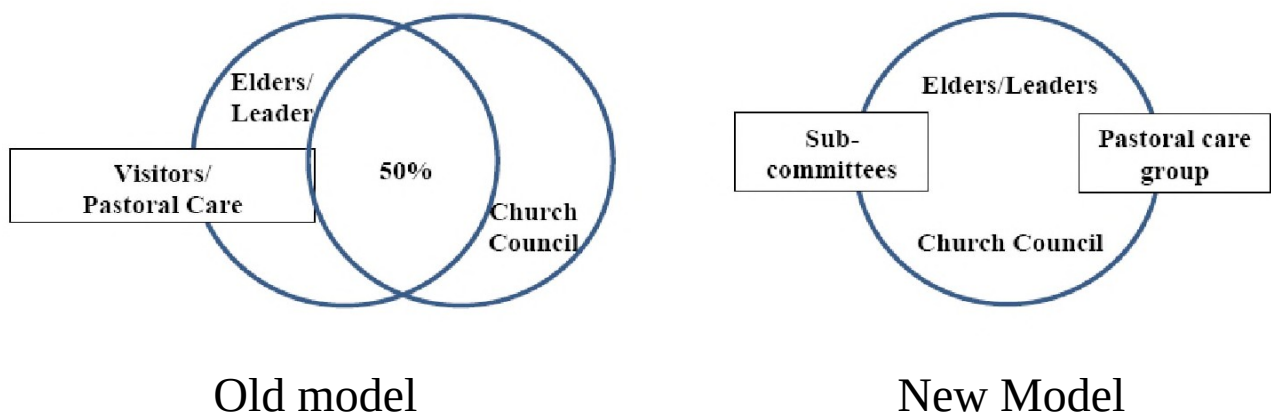 Elders/
Leader
Visitors/
Pastoral Care
50%
Church
Council
Old model
Elders/Leaders
Sub-
committees
Pastoral care
group
Church Council
New Model